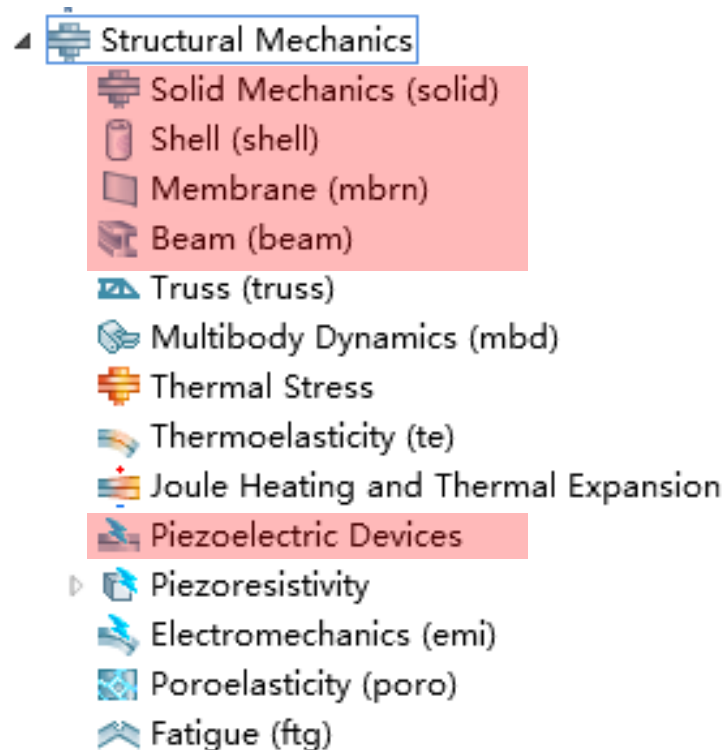 Structural Mechanics
Solid Mechanics (solid)
Shell (shell)
Membrane (mbrn)
Beam (beam)
Truss (truss)
Multibody Dynamics (mbd)
Thermal Stress
Thermoelasticity (te)
Joule Heating and Thermal Expansion
Piezoelectric Devices
Piezoresistivity
Electromechanics (emi)
Poroelasticity (poro)
Fatigue (ftg)